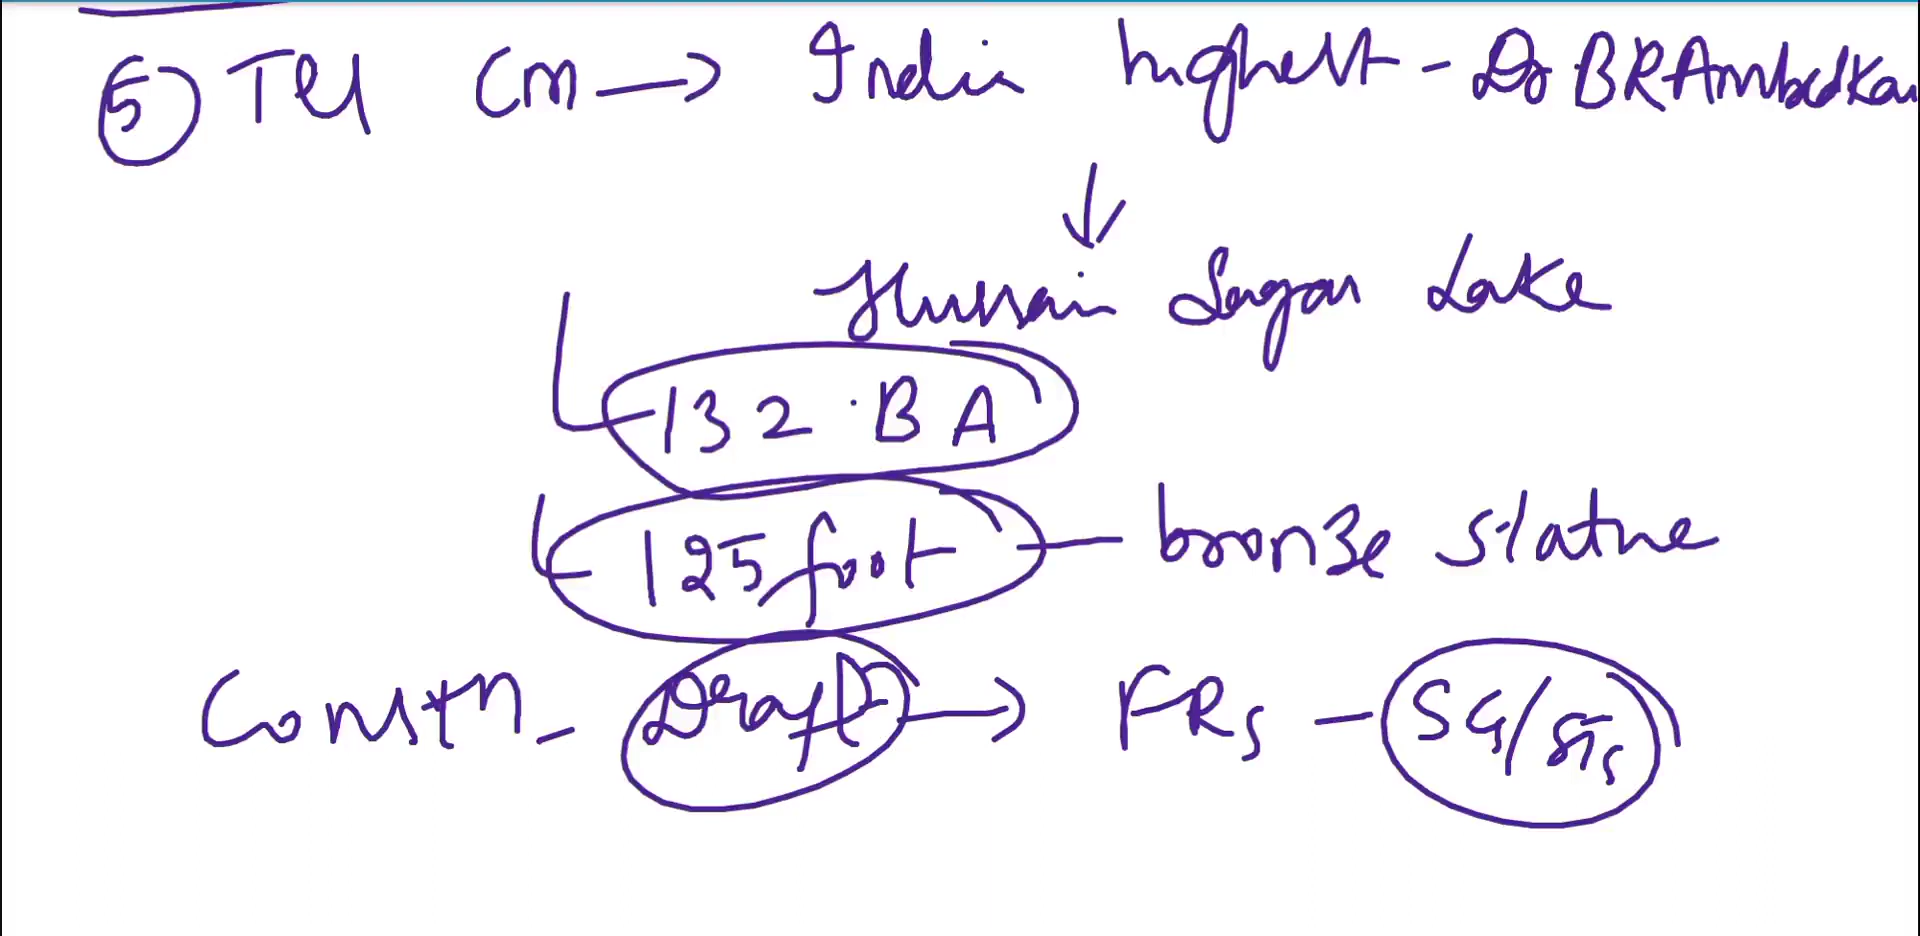 5) Tel CM → India highest - Dr BR Ambedkar
↓
Hussain Sagar Lake
132 . BA
125 foot — bronze statue
Constn - Draft → FRs — SCs/STs